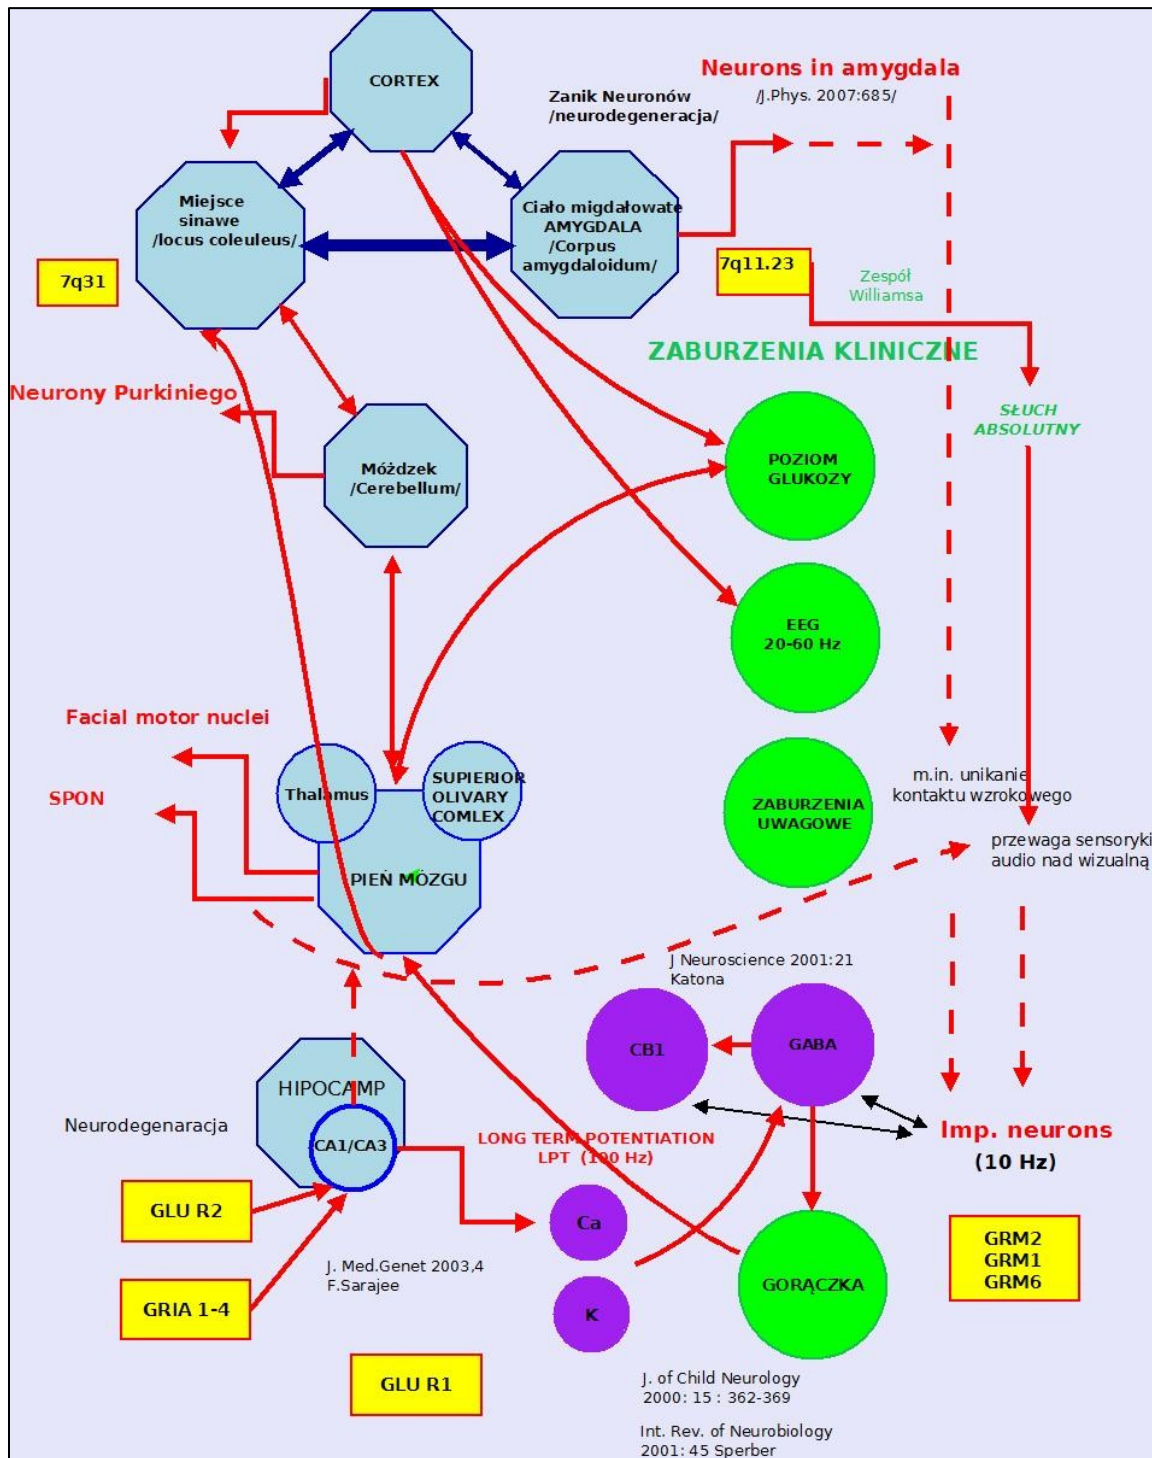 CORTEX
Neurons in amygdala
/J.Phys. 2007:685/
Zanik Neuronów
/neurodegeneracja/
Miejsce
sinawe
/locus coleuleus/
Ciało migdałowate
AMYGDALA
/Corpus
amygdaloidum/
7q31
7q11.23
Zespół
Williamsa
ZABURZENIA KLINICZNE
Neurony Purkiniego
SŁUCH
ABSOLUTNY
Móżdzek
/Cerebellum/
POZIOM
GLUKOZY
EEG
20-60 Hz
Facial motor nuclei
SPON
Thalamus
SUPIERIOR
OLIVARY
COMLEX
PIEŃ MÓZGU
ZABURZENIA
UWAGOWE
m.in. unikanie
kontaktu wzrokowego
przewaga sensoryki
audio nad wizualną
J Neuroscience 2001:21
Katona
CB1
GABA
HIPOCAMP
CA1/CA3
Neurodegenaracja
LONG TERM POTENTIATION
LPT (100 Hz)
Imp. neurons
(10 Hz)
GLU R2
Ca
J. Med.Genet 2003,4
F.Sarajee
GRIA 1-4
K
GORĄCZKA
GRM2
GRM1
GRM6
GLU R1
J. of Child Neurology
2000: 15 : 362-369
Int. Rev. of Neurobiology
2001: 45 Sperber